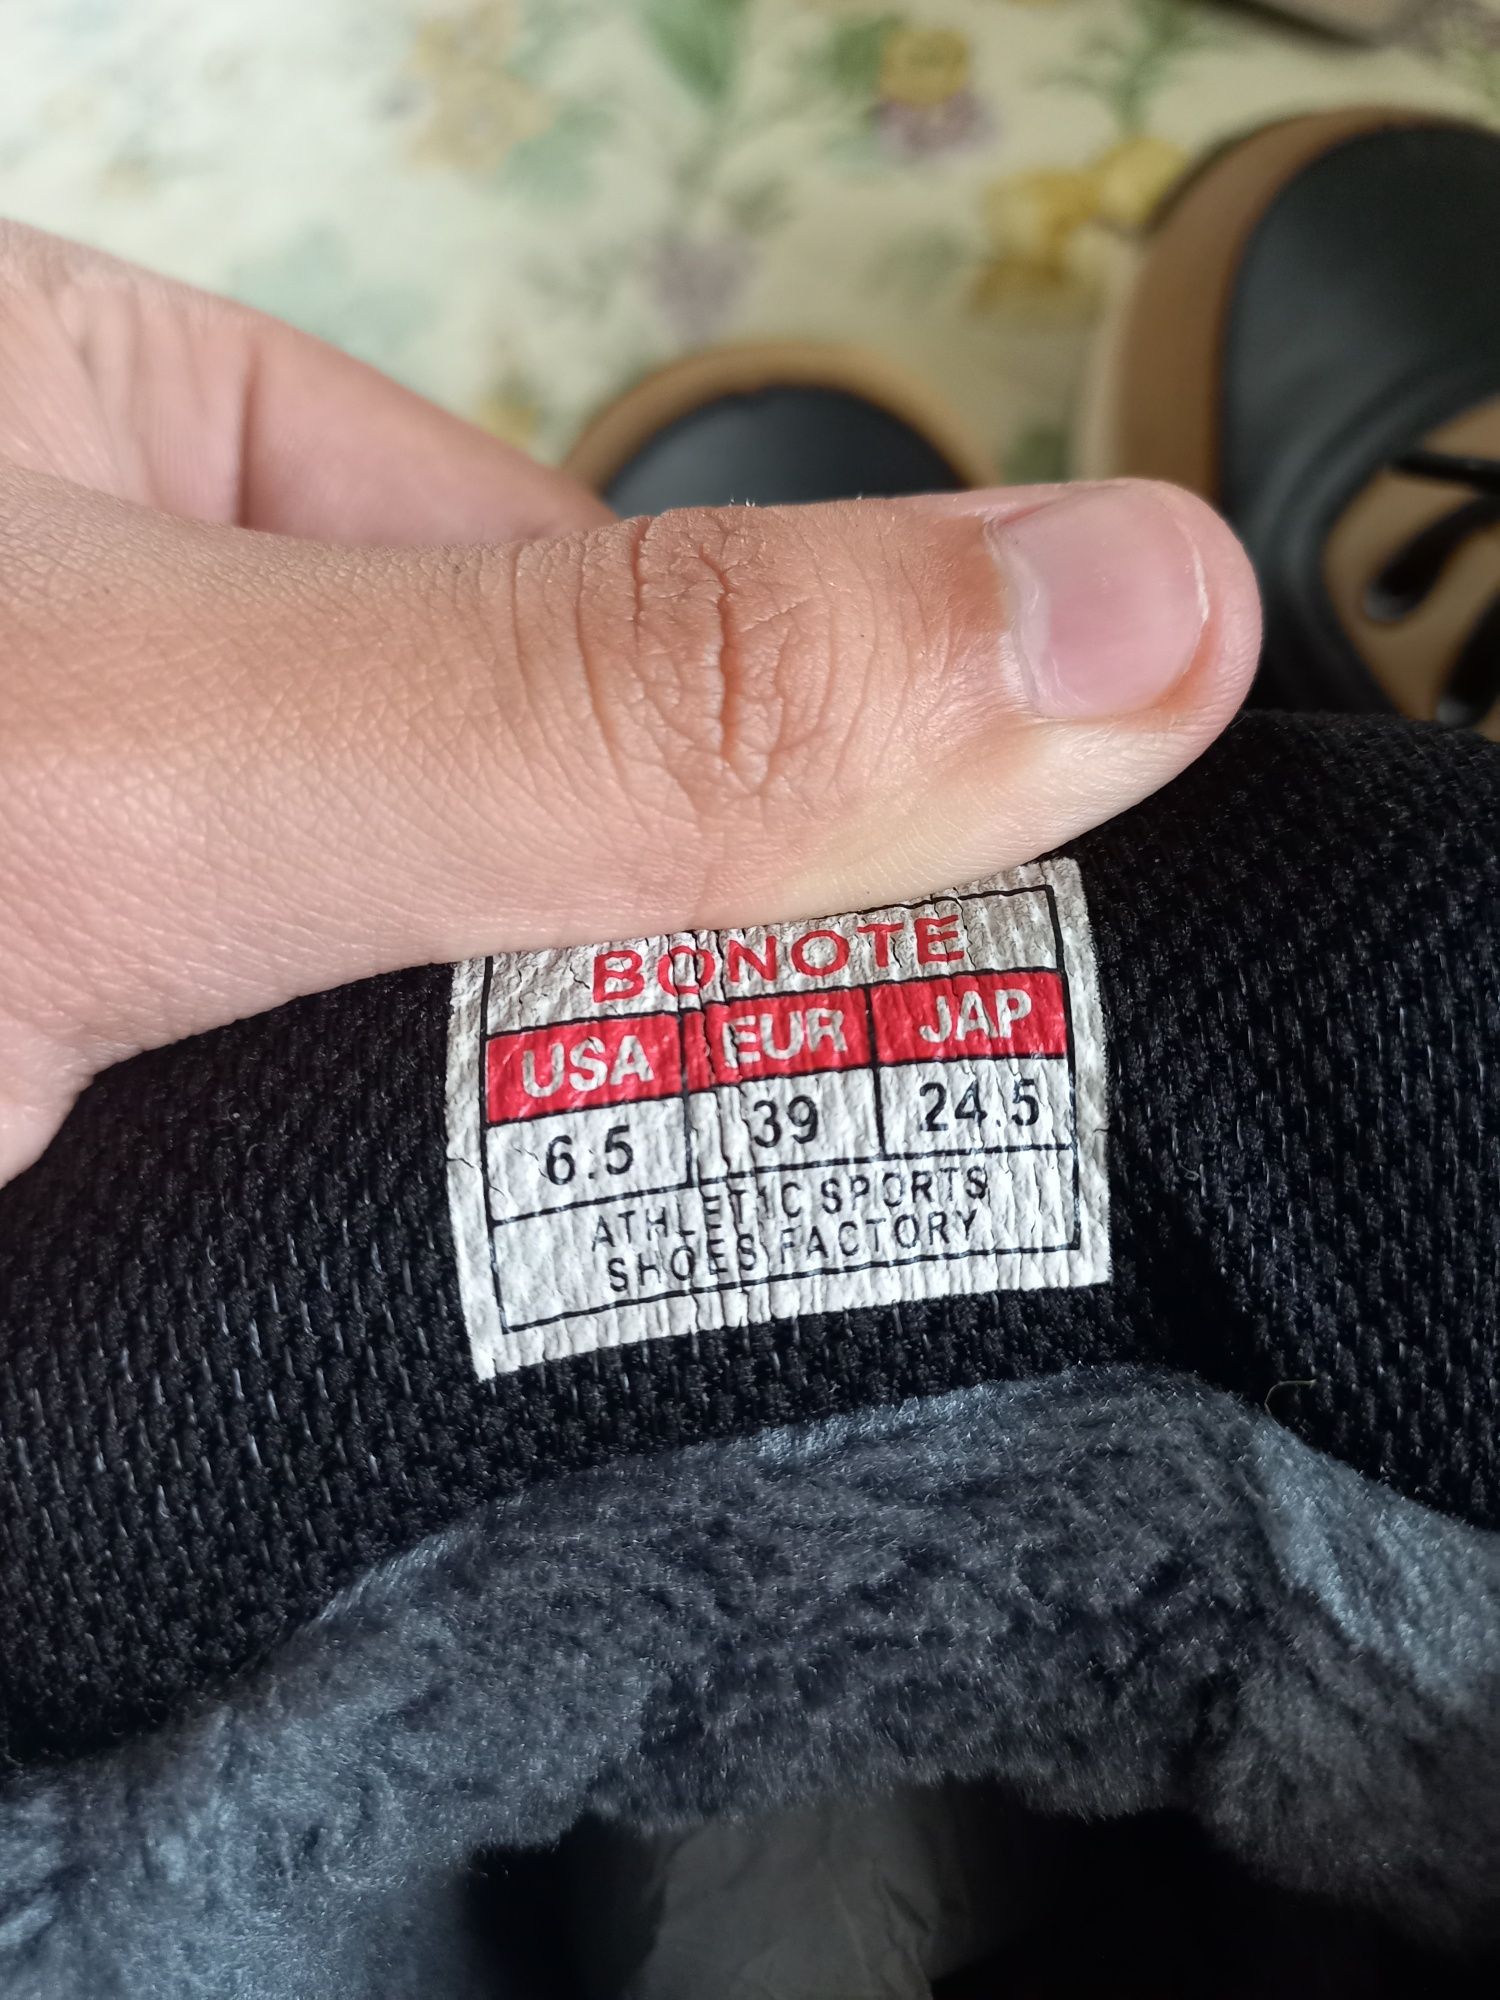 BONOTE
USA EUR JAP
6.5 39 24.5
ATHLETIC SPORTS
SHOES FACTORY